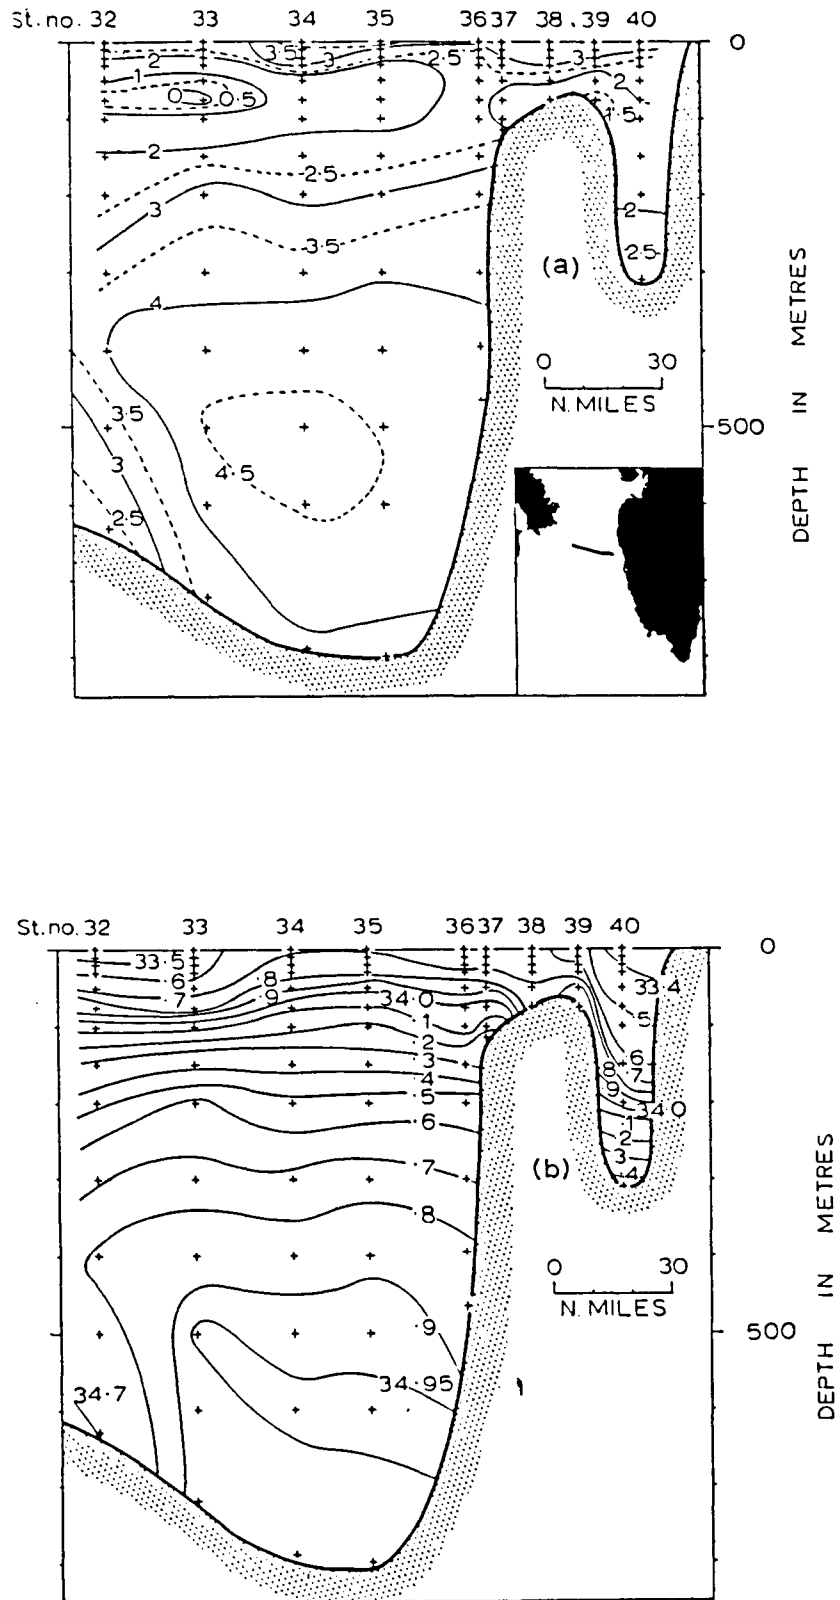 St. no. 32 33 34 35 36 37 38 39 40
0
3·5
2 3 2·5 3
1 2
0 0·5 1·5
2
2·5
3 2
3·5 2·5
(a)
4
0 30
N. MILES
3·5 500
3 4·5
2·5
DEPTH IN METRES
St. no. 32 33 34 35 36 37 38 39 40
0
33·5
·6 ·8 33·4
·7 ·9 34·0
1 5
2
3 6
4 8 7
·5 9
·6 34·0
1
2
·7 3
(b) ·4
·8
0 30
N. MILES
·9 500
34·95
34·7
DEPTH IN METRES